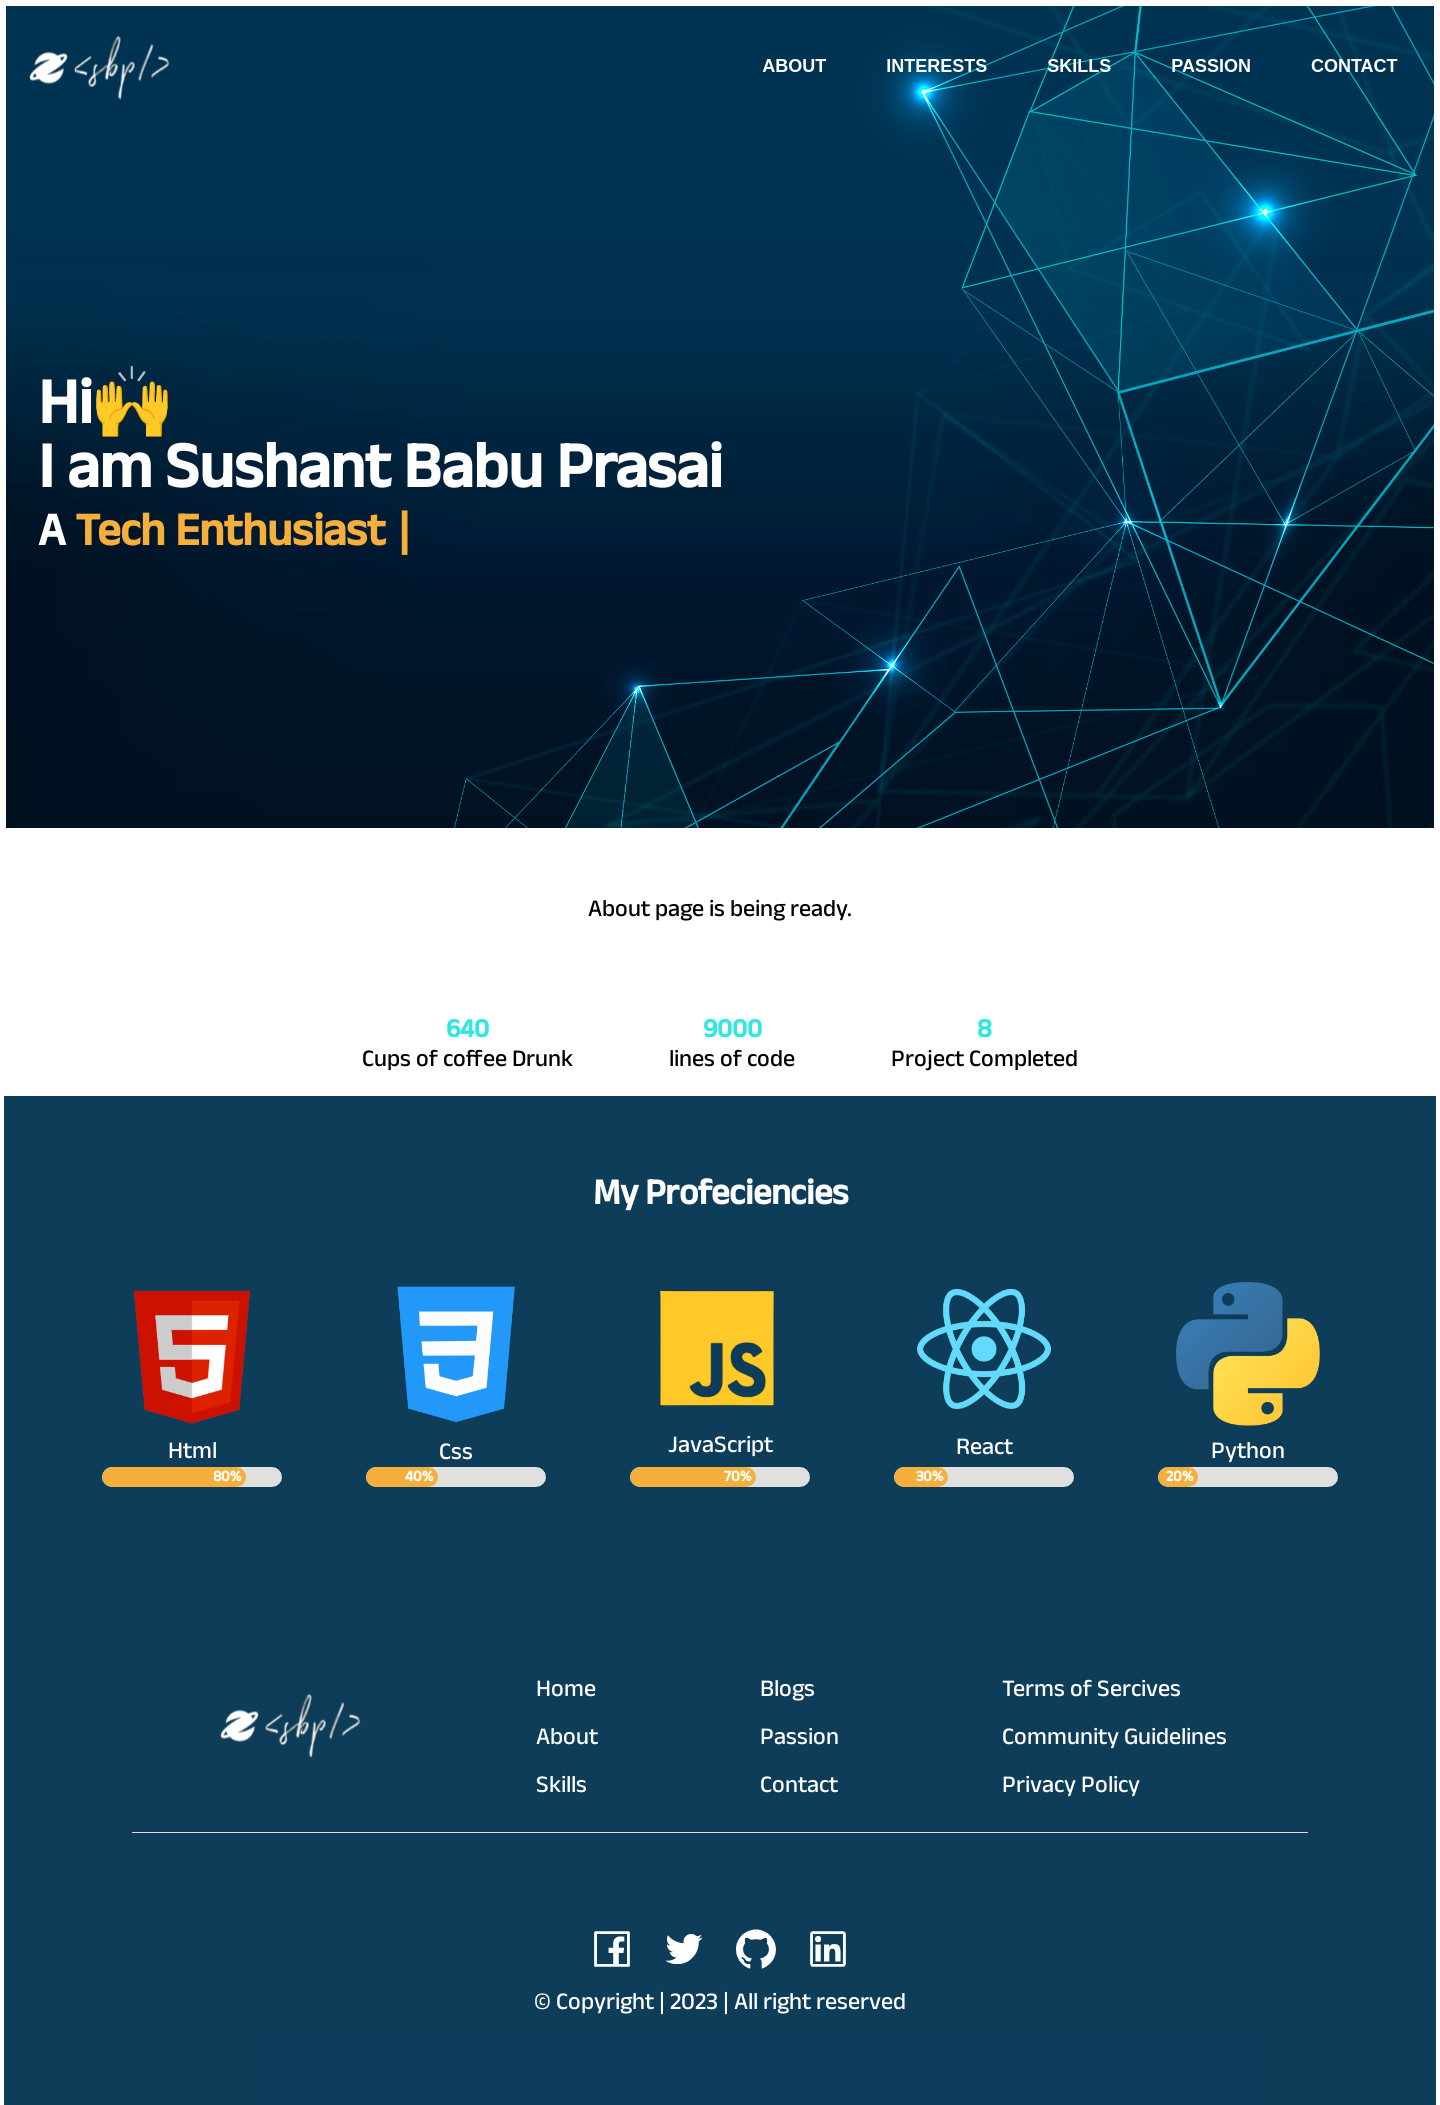 <sbp/>
ABOUT INTERESTS SKILLS PASSION CONTACT
Hi🙌
I am Sushant Babu Prasai
A Tech Enthusiast |
About page is being ready.
640 9000 8
Cups of coffee Drunk lines of code Project Completed
My Profeciencies
JS
Html Css JavaScript React Python
80% 40% 70% 30% 20%
Home Blogs Terms of Sercives
<sbp/>
About Passion Community Guidelines
Skills Contact Privacy Policy
© Copyright | 2023 | All right reserved